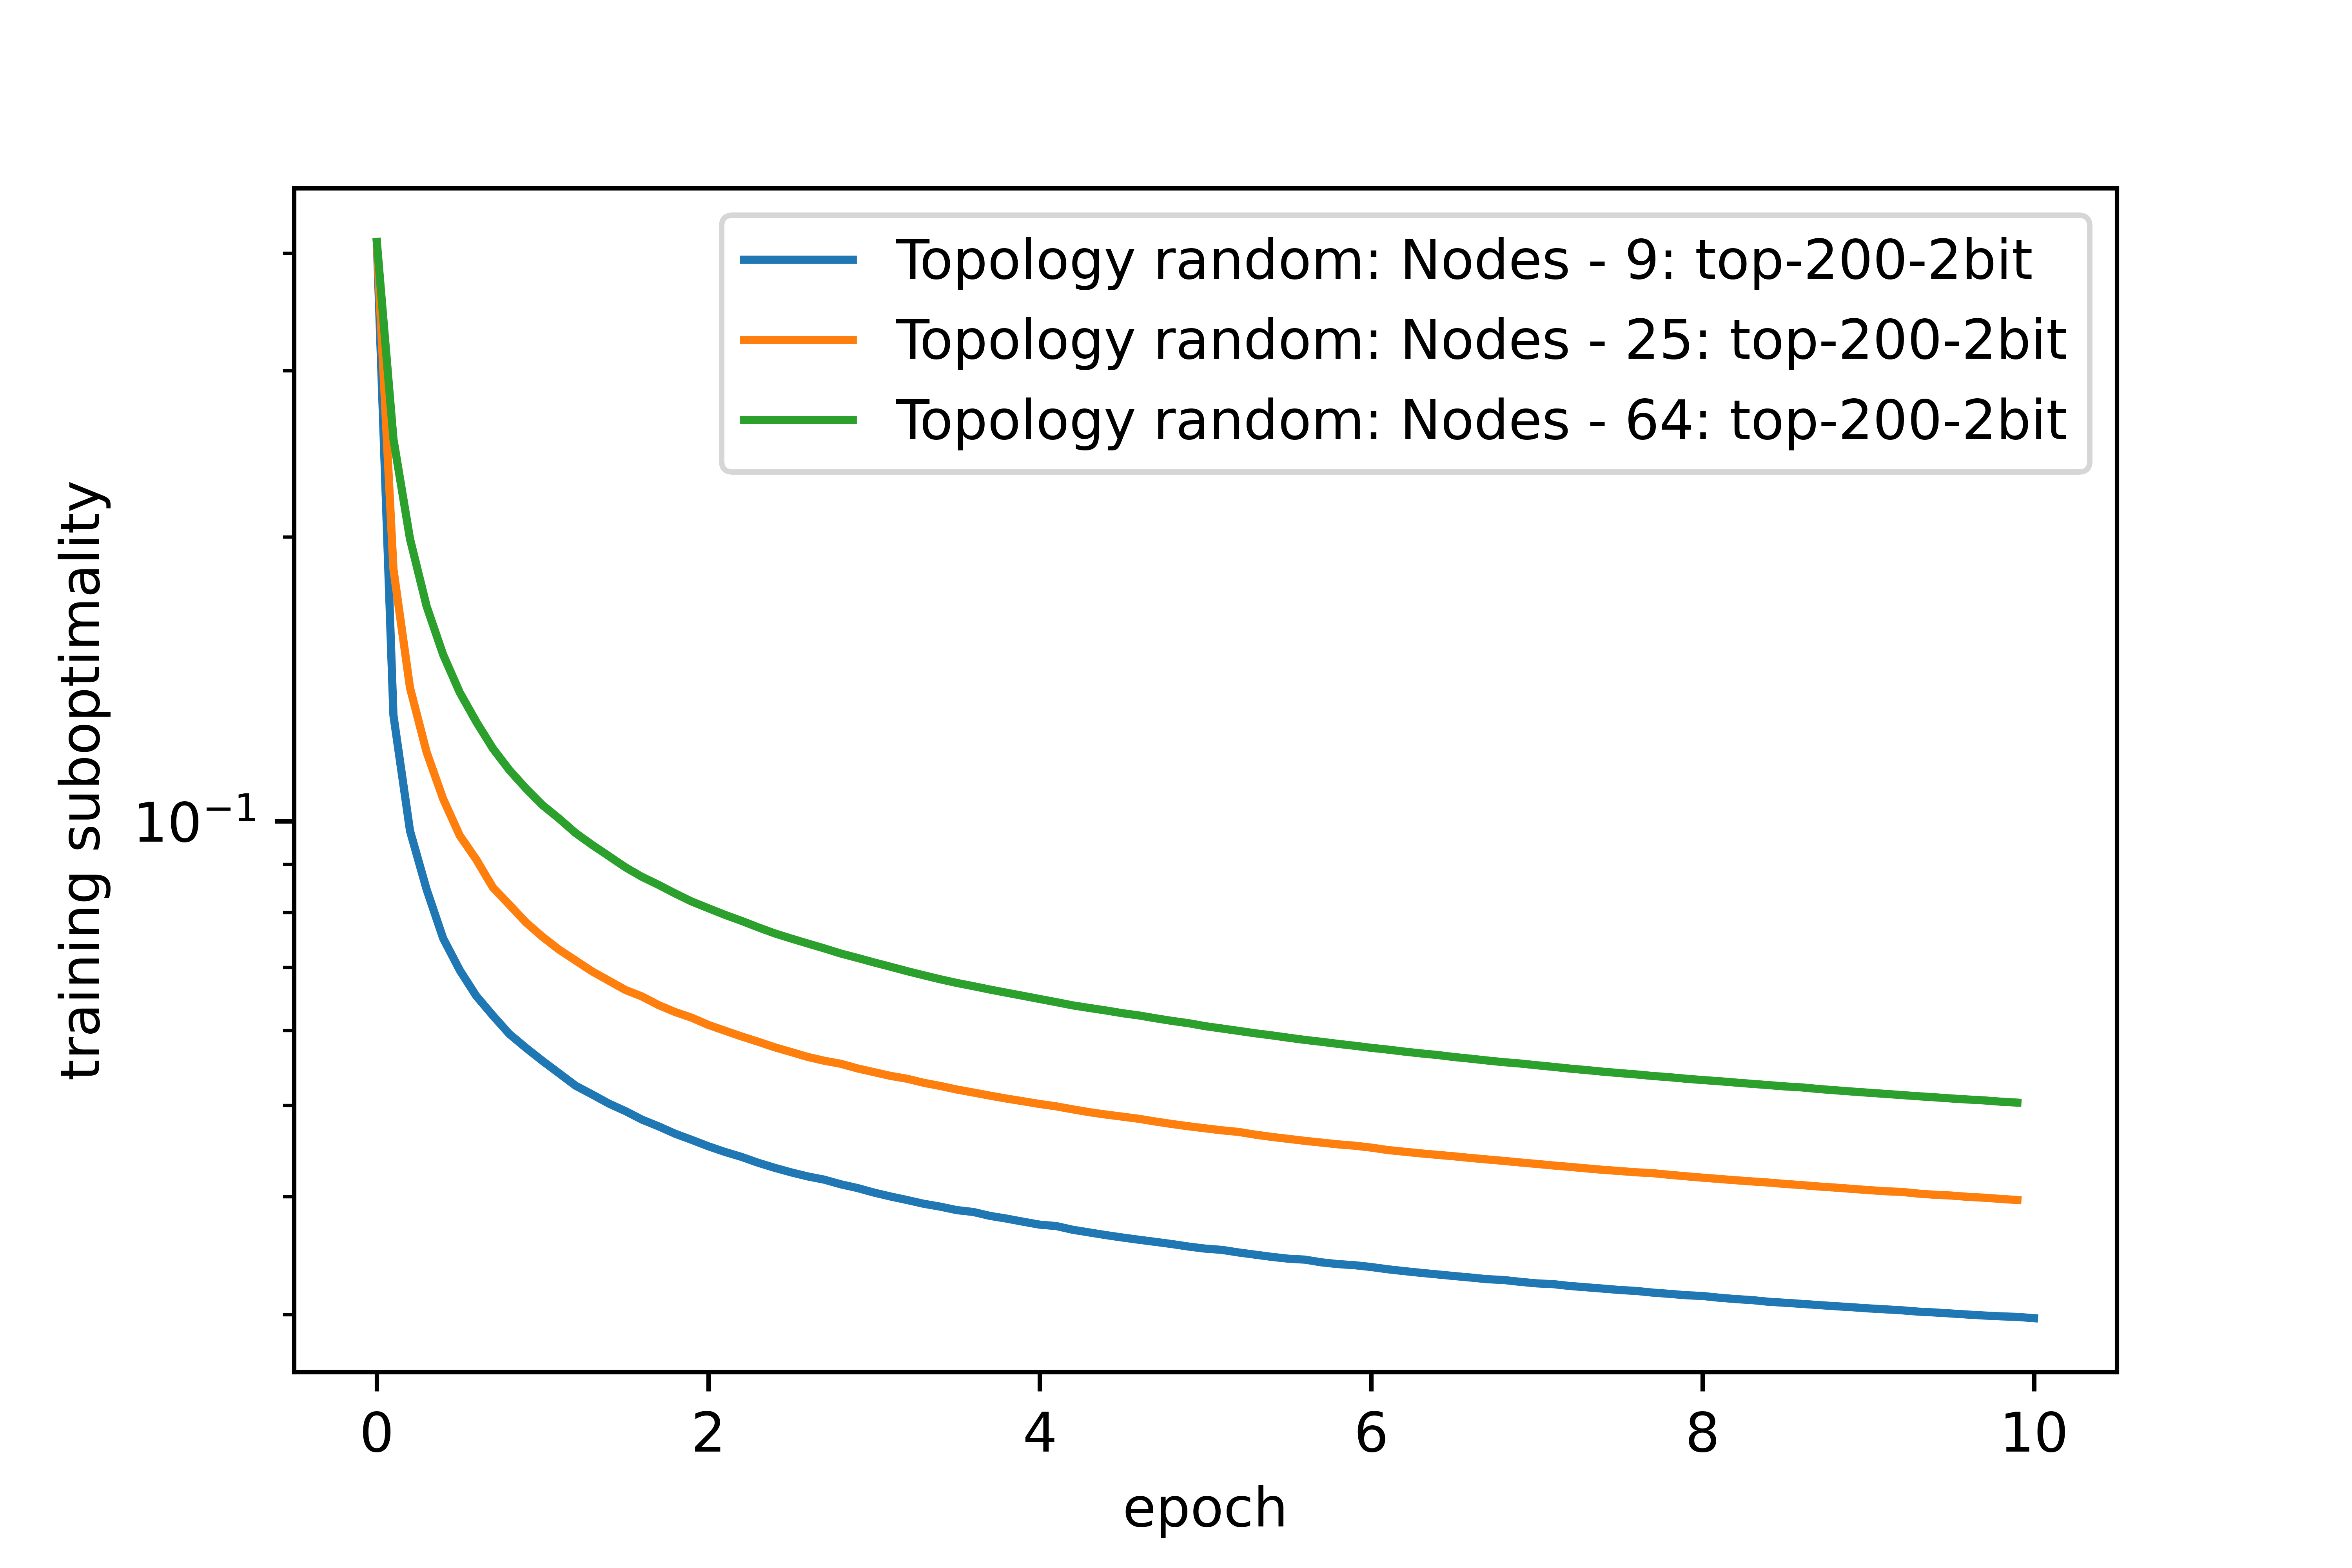 Topology random: Nodes - 9: top-200-2bit
Topology random: Nodes - 25: top-200-2bit
Topology random: Nodes - 64: top-200-2bit
training suboptimality
10⁻¹
0 2 4 6 8 10
epoch